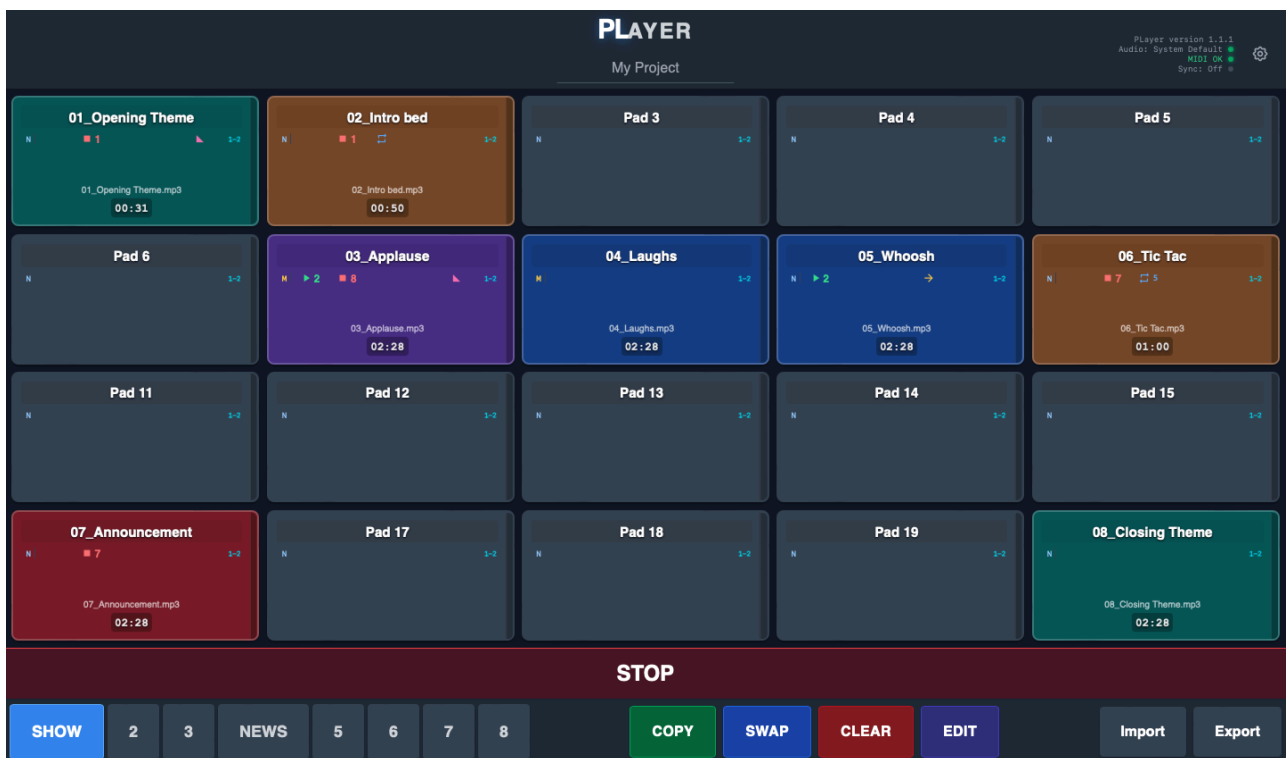 PLAYER
My Project
PLayer version 1.1.1
Audio: System Default
MIDI OK
Sync: Off
01_Opening Theme
N 1 1-2
01_Opening Theme.mp3
00:31
02_Intro bed
N 1 1-2
02_Intro bed.mp3
00:50
Pad 3
N 1-2
Pad 4
N 1-2
Pad 5
N 1-2
Pad 6
N 1-2
03_Applause
M 2 8 1-2
03_Applause.mp3
02:28
04_Laughs
M 1-2
04_Laughs.mp3
02:28
05_Whoosh
N 2 1-2
05_Whoosh.mp3
02:28
06_Tic Tac
N 7 5 1-2
06_Tic Tac.mp3
01:00
Pad 11
N 1-2
Pad 12
N 1-2
Pad 13
N 1-2
Pad 14
N 1-2
Pad 15
N 1-2
07_Announcement
N 7 1-2
07_Announcement.mp3
02:28
Pad 17
N 1-2
Pad 18
N 1-2
Pad 19
N 1-2
08_Closing Theme
N 1-2
08_Closing Theme.mp3
02:28
STOP
SHOW 2 3 NEWS 5 6 7 8 COPY SWAP CLEAR EDIT Import Export